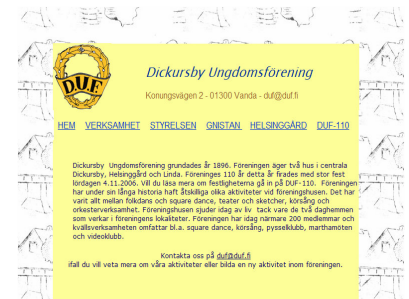 D.U.F
Dickursby Ungdomsförening
Konungsvägen 2 - 01300 Vanda - duf@duf.fi
HEM VERKSAMHET STYRELSEN GNISTAN HELSINGGÅRD DUF-110
Dickursby Ungdomsförening grundades år 1896. Föreningen äger två hus i centrala
Dickursby, Helsinggård och Linda. Föreninges 110 år detta år frades med stor fest
lördagen 4.11.2006. Vill du läsa mera om festligheterna gå in på DUF-110. Föreningen
har under sin långa historia haft åtskilliga olika aktiviteter vid föreningshusen. Det har
varit allt mellan folkdans och square dance, teater och sketcher, körsång och
orkesterverksamhet. Föreningshusen sjuder idag av liv tack vare de två daghemmen
som verkar i föreningens lokaliteter. Föreningen har idag närmare 200 medlemmar och
kvällsverksamheten omfattar bl.a. square dance, körsång, pysselklubb, marthamöten
och videoklubb.
Kontakta oss på duf@duf.fi
ifall du vill veta mera om våra aktiviteter eller bilda en ny aktivitet inom föreningen.